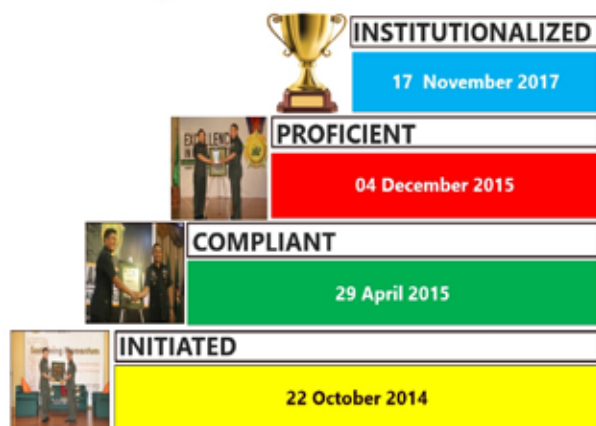 INSTITUTIONALIZED
17 November 2017
PROFICIENT
04 December 2015
COMPLIANT
29 April 2015
INITIATED
22 October 2014